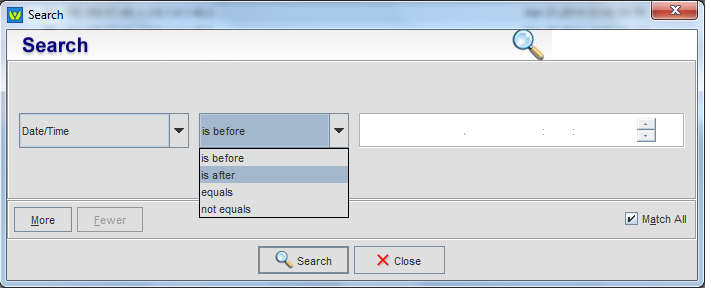 Search
Search
Date/Time
is before
. : :
is before
is after
equals
not equals
More
Fewer
Match All
Search
Close